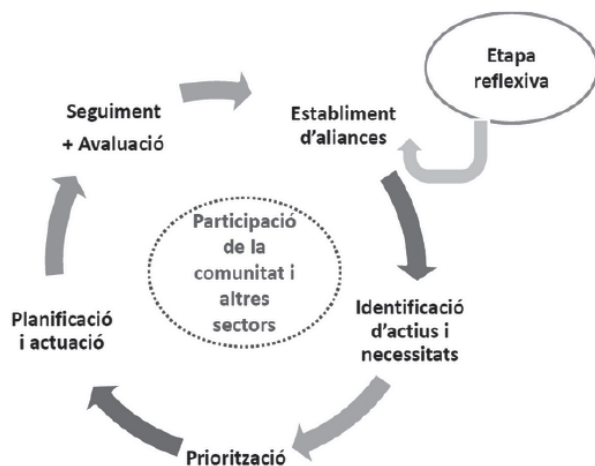 Etapa
reflexiva
Establiment
d'aliances
Identificació
d'actius i
necessitats
Priorització
Planificació
i actuació
Seguiment
+ Avaluació
Participació
de la
comunitat i
altres
sectors